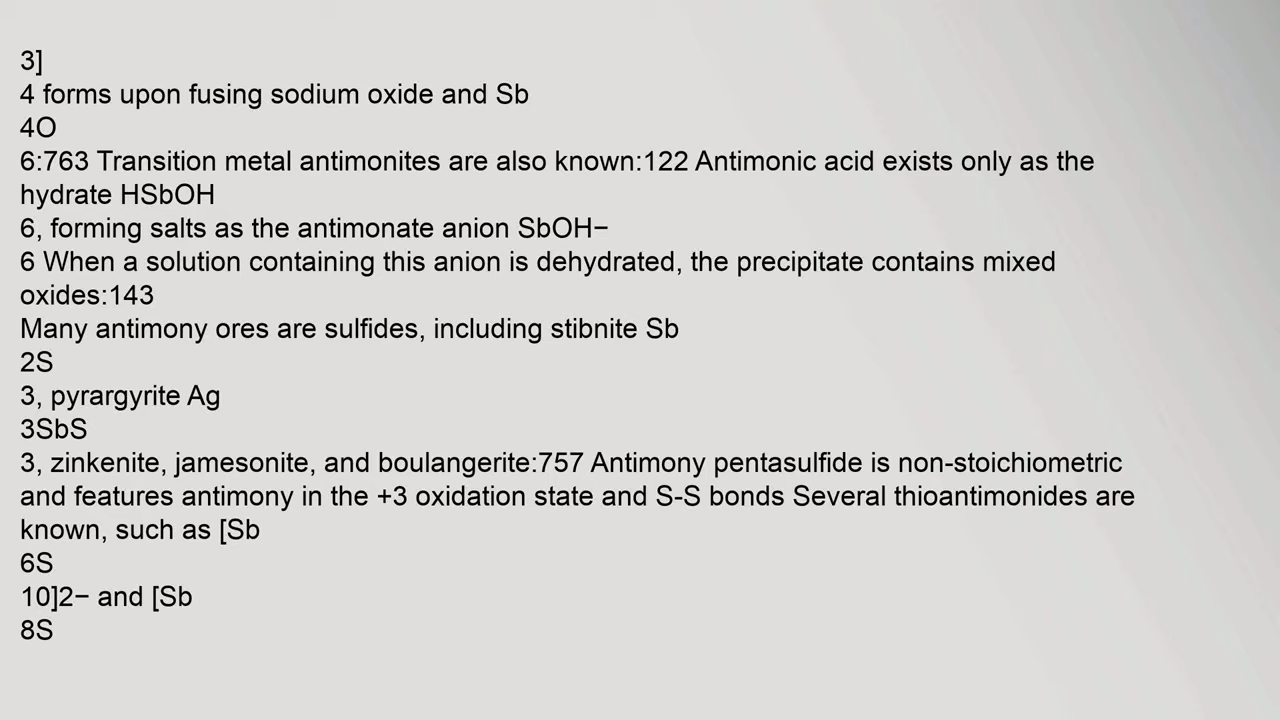 3]
4 forms upon fusing sodium oxide and Sb
4O
6:763 Transition metal antimonites are also known:122 Antimonic acid exists only as the
hydrate HSbOH
6, forming salts as the antimonate anion SbOH−
6 When a solution containing this anion is dehydrated, the precipitate contains mixed
oxides:143
Many antimony ores are sulfides, including stibnite Sb
2S
3, pyrargyrite Ag
3SbS
3, zinkenite, jamesonite, and boulangerite:757 Antimony pentasulfide is non-stoichiometric
and features antimony in the +3 oxidation state and S-S bonds Several thioantimonides are
known, such as [Sb
6S
10]2− and [Sb
8S